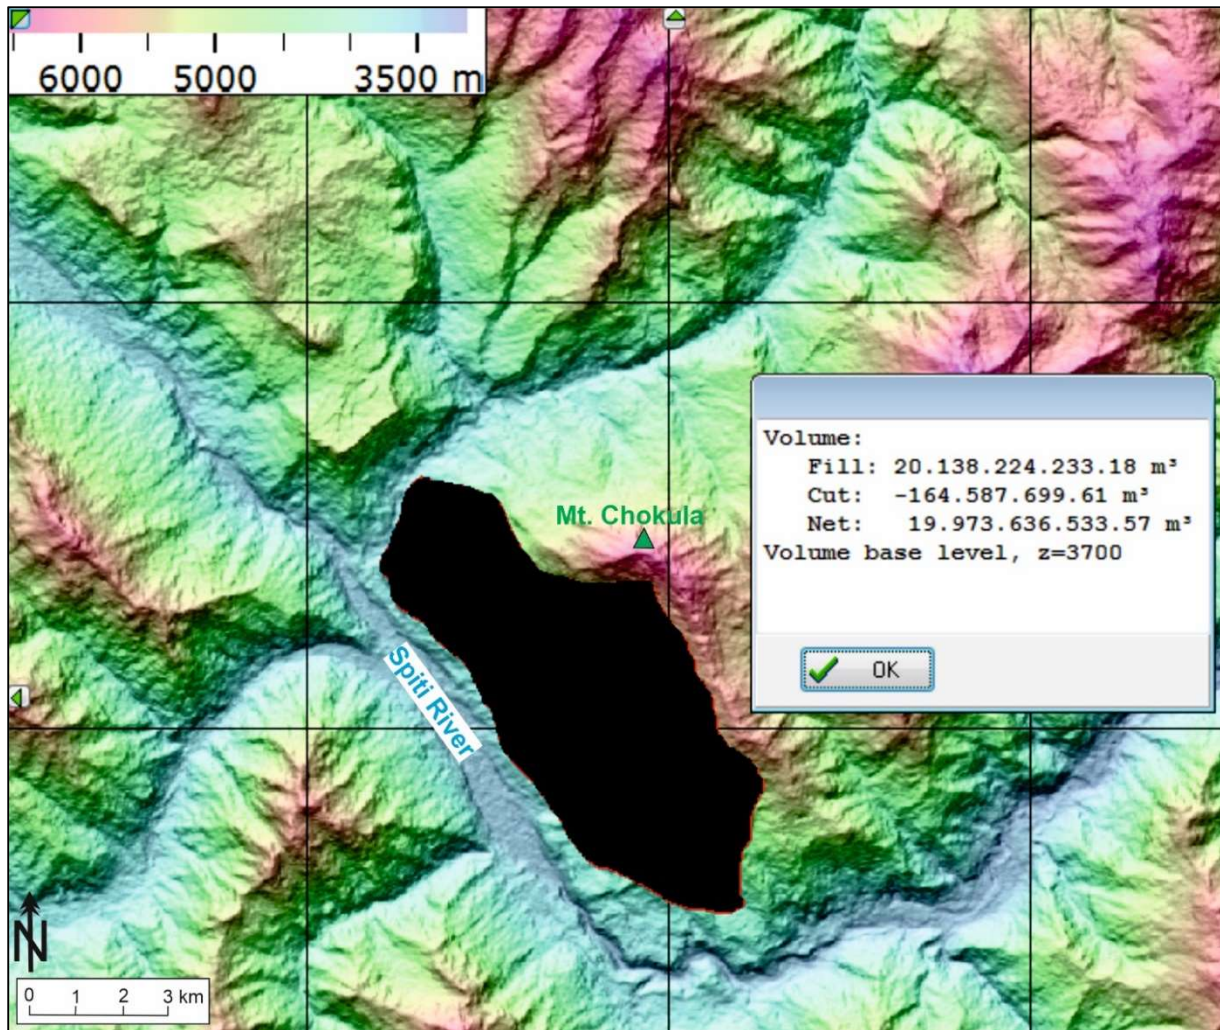 6000 5000 3500 m
Volume:
Fill: 20.138.224.233.18 m³
Cut: -164.587.699.61 m³
Net: 19.973.636.533.57 m³
Volume base level, z=3700
OK
Mt. Chokula
Spiti River
N
0 1 2 3 km